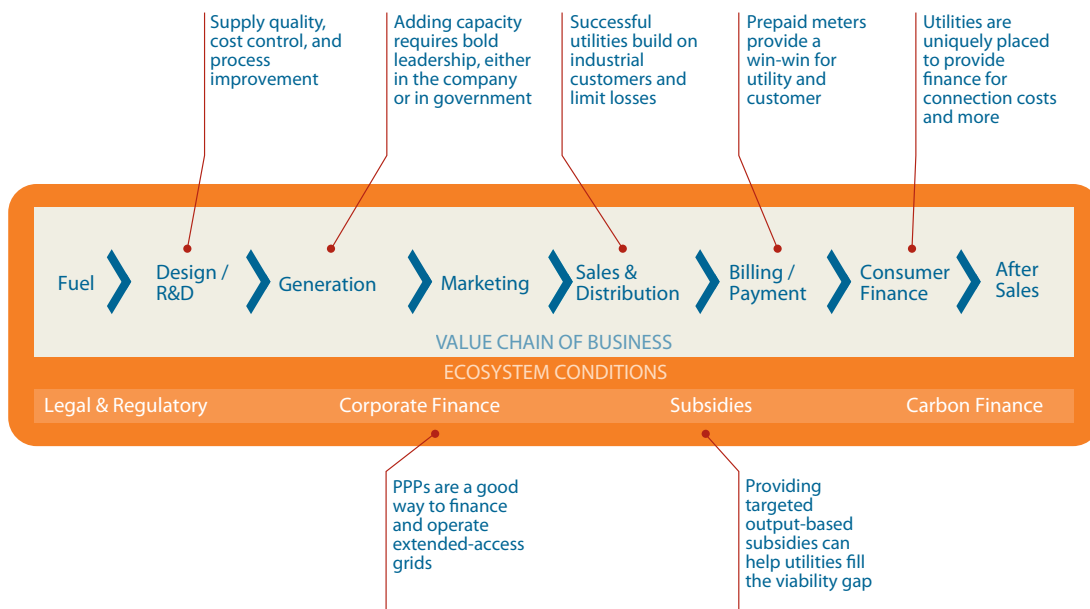 Supply quality,
cost control, and
process
improvement
Adding capacity
requires bold
leadership, either
in the company
or in government
Successful
utilities build on
industrial
customers and
limit losses
Prepaid meters
provide a
win-win for
utility and
customer
Utilities are
uniquely placed
to provide
finance for
connection costs
and more
Fuel
Design /
R&D
Generation
Marketing
Sales &
Distribution
Billing /
Payment
Consumer
Finance
After
Sales
VALUE CHAIN OF BUSINESS
ECOSYSTEM CONDITIONS
Legal & Regulatory
Corporate Finance
Subsidies
Carbon Finance
PPPs are a good
way to finance
and operate
extended-access
grids
Providing
targeted
output-based
subsidies can
help utilities fill
the viability gap